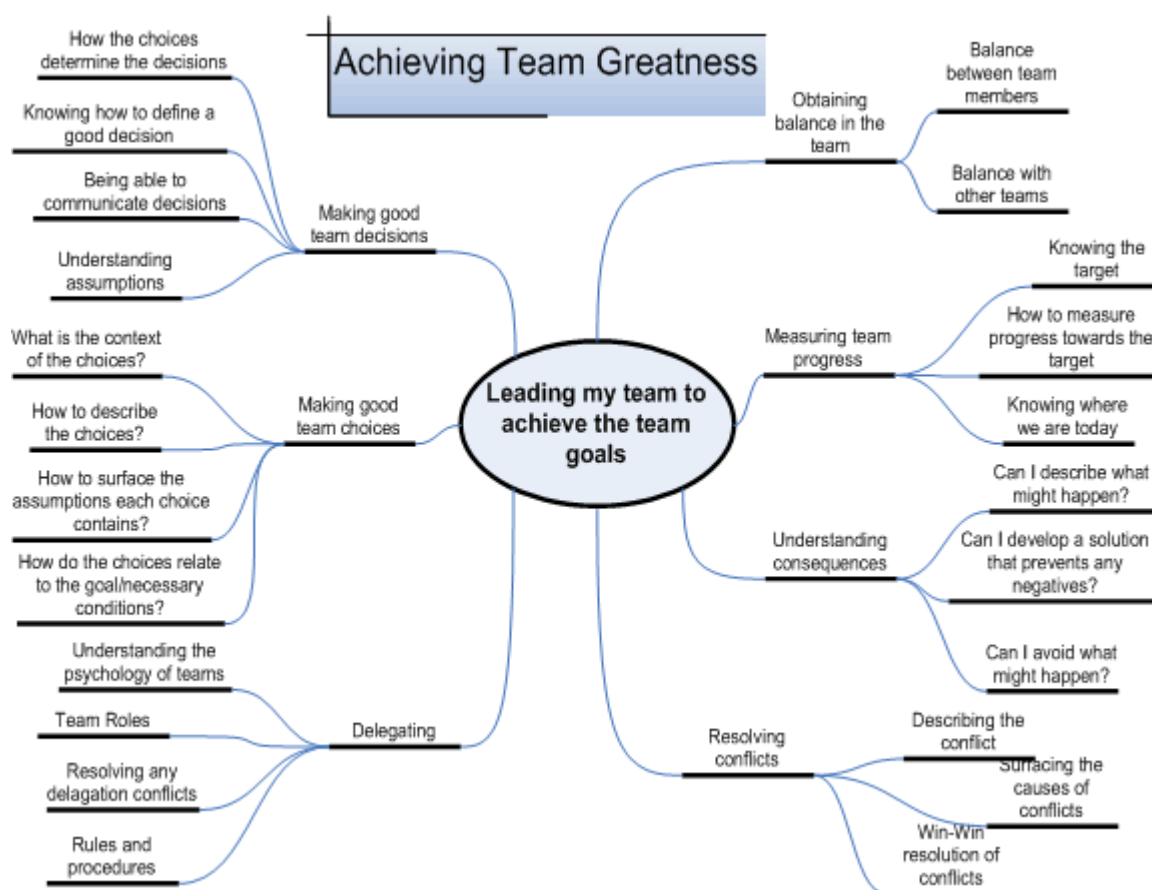 Achieving Team Greatness
How the choices
determine the decisions
Knowing how to define a
good decision
Being able to
communicate decisions
Understanding
assumptions
Making good
team decisions
What is the context
of the choices?
How to describe
the choices?
How to surface the
assumptions each choice
contains?
How do the choices relate
to the goal/necessary
conditions?
Making good
team choices
Understanding the
psychology of teams
Team Roles
Resolving any
delagation conflicts
Rules and
procedures
Delegating
Leading my team to
achieve the team
goals
Obtaining
balance in the
team
Balance
between team
members
Balance with
other teams
Measuring team
progress
Knowing the
target
How to measure
progress towards the
target
Knowing where
we are today
Understanding
consequences
Can I describe what
might happen?
Can I develop a solution
that prevents any
negatives?
Can I avoid what
might happen?
Resolving
conflicts
Describing the
conflict
Surfacing the
causes of
conflicts
Win-Win
resolution of
conflicts